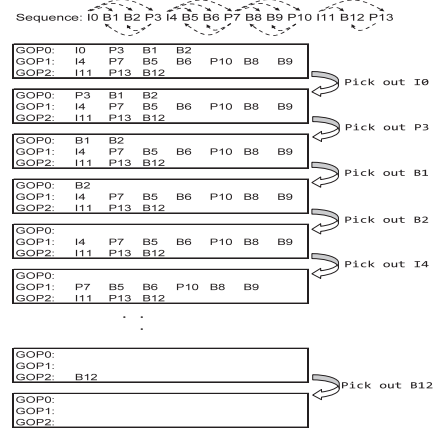 Sequence: I0 B1 B2 P3 I4 B5 B6 P7 B8 B9 P10 I11 B12 P13
GOP0: I0 P3 B1 B2
GOP1: I4 P7 B5 B6 P10 B8 B9
GOP2: I11 P13 B12
Pick out I0
GOP0: P3 B1 B2
GOP1: I4 P7 B5 B6 P10 B8 B9
GOP2: I11 P13 B12
Pick out P3
GOP0: B1 B2
GOP1: I4 P7 B5 B6 P10 B8 B9
GOP2: I11 P13 B12
Pick out B1
GOP0: B2
GOP1: I4 P7 B5 B6 P10 B8 B9
GOP2: I11 P13 B12
Pick out B2
GOP0:
GOP1: I4 P7 B5 B6 P10 B8 B9
GOP2: I11 P13 B12
Pick out I4
GOP0:
GOP1: P7 B5 B6 P10 B8 B9
GOP2: I11 P13 B12
GOP0:
GOP1:
GOP2: B12
Pick out B12
GOP0:
GOP1:
GOP2: